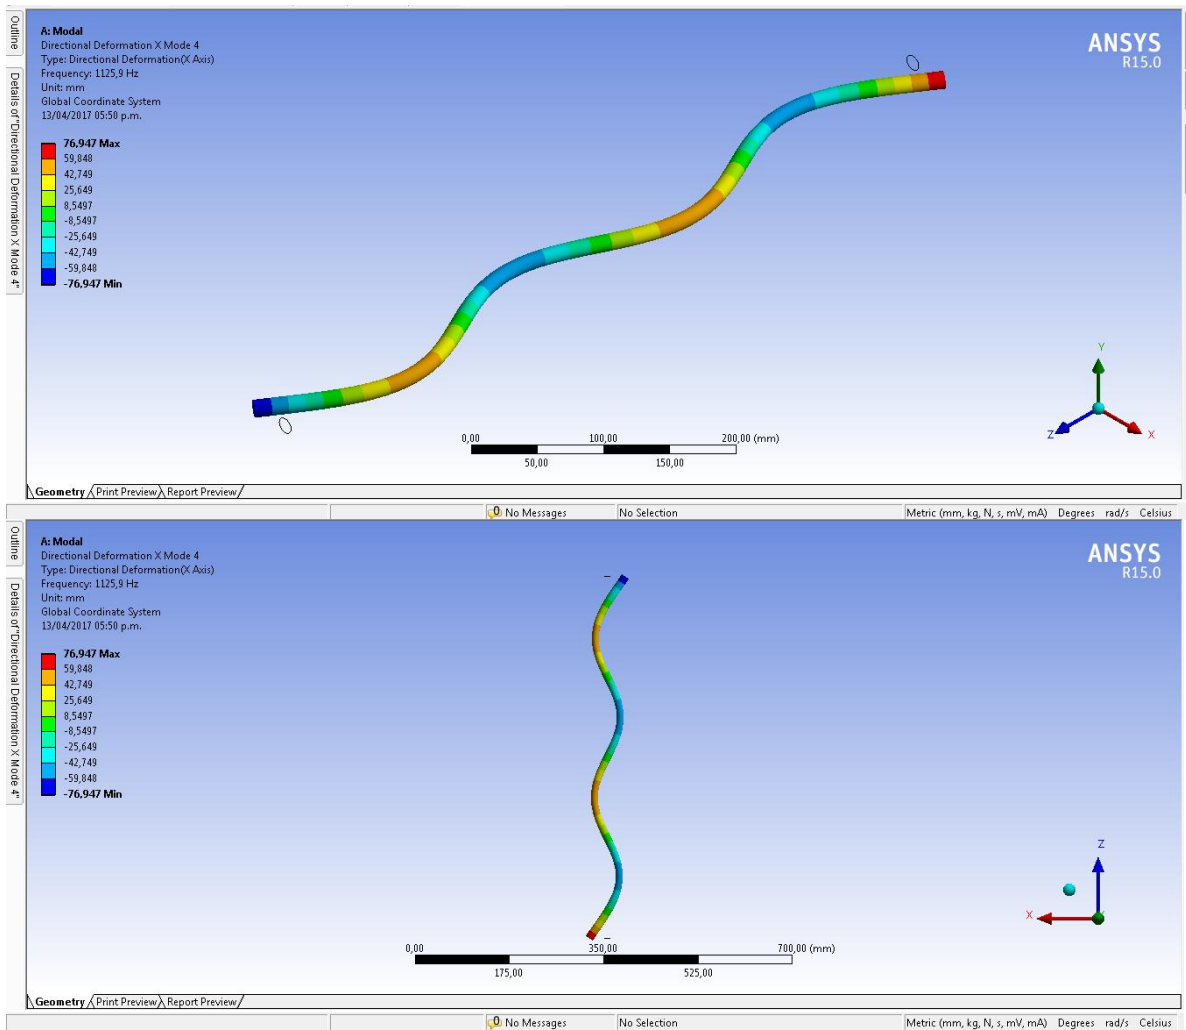 Outline
Details of "Directional Deformation X Mode 4"
A: Modal
Directional Deformation X Mode 4
Type: Directional Deformation(X Axis)
Frequency: 1125,9 Hz
Unit: mm
Global Coordinate System
13/04/2017 05:50 p.m.
76,947 Max
59,848
42,749
25,649
8,5497
-8,5497
-25,649
-42,749
-59,848
-76,947 Min
ANSYS
R15.0
Y
Z
X
0,00 100,00 200,00 (mm)
50,00 150,00
Geometry Print Preview Report Preview
0 No Messages No Selection Metric (mm, kg, N, s, mV, mA) Degrees rad/s Celsius
Outline
Details of "Directional Deformation X Mode 4"
A: Modal
Directional Deformation X Mode 4
Type: Directional Deformation(X Axis)
Frequency: 1125,9 Hz
Unit: mm
Global Coordinate System
13/04/2017 05:50 p.m.
76,947 Max
59,848
42,749
25,649
8,5497
-8,5497
-25,649
-42,749
-59,848
-76,947 Min
ANSYS
R15.0
Z
X
0,00 350,00 700,00 (mm)
175,00 525,00
Geometry Print Preview Report Preview
0 No Messages No Selection Metric (mm, kg, N, s, mV, mA) Degrees rad/s Celsius